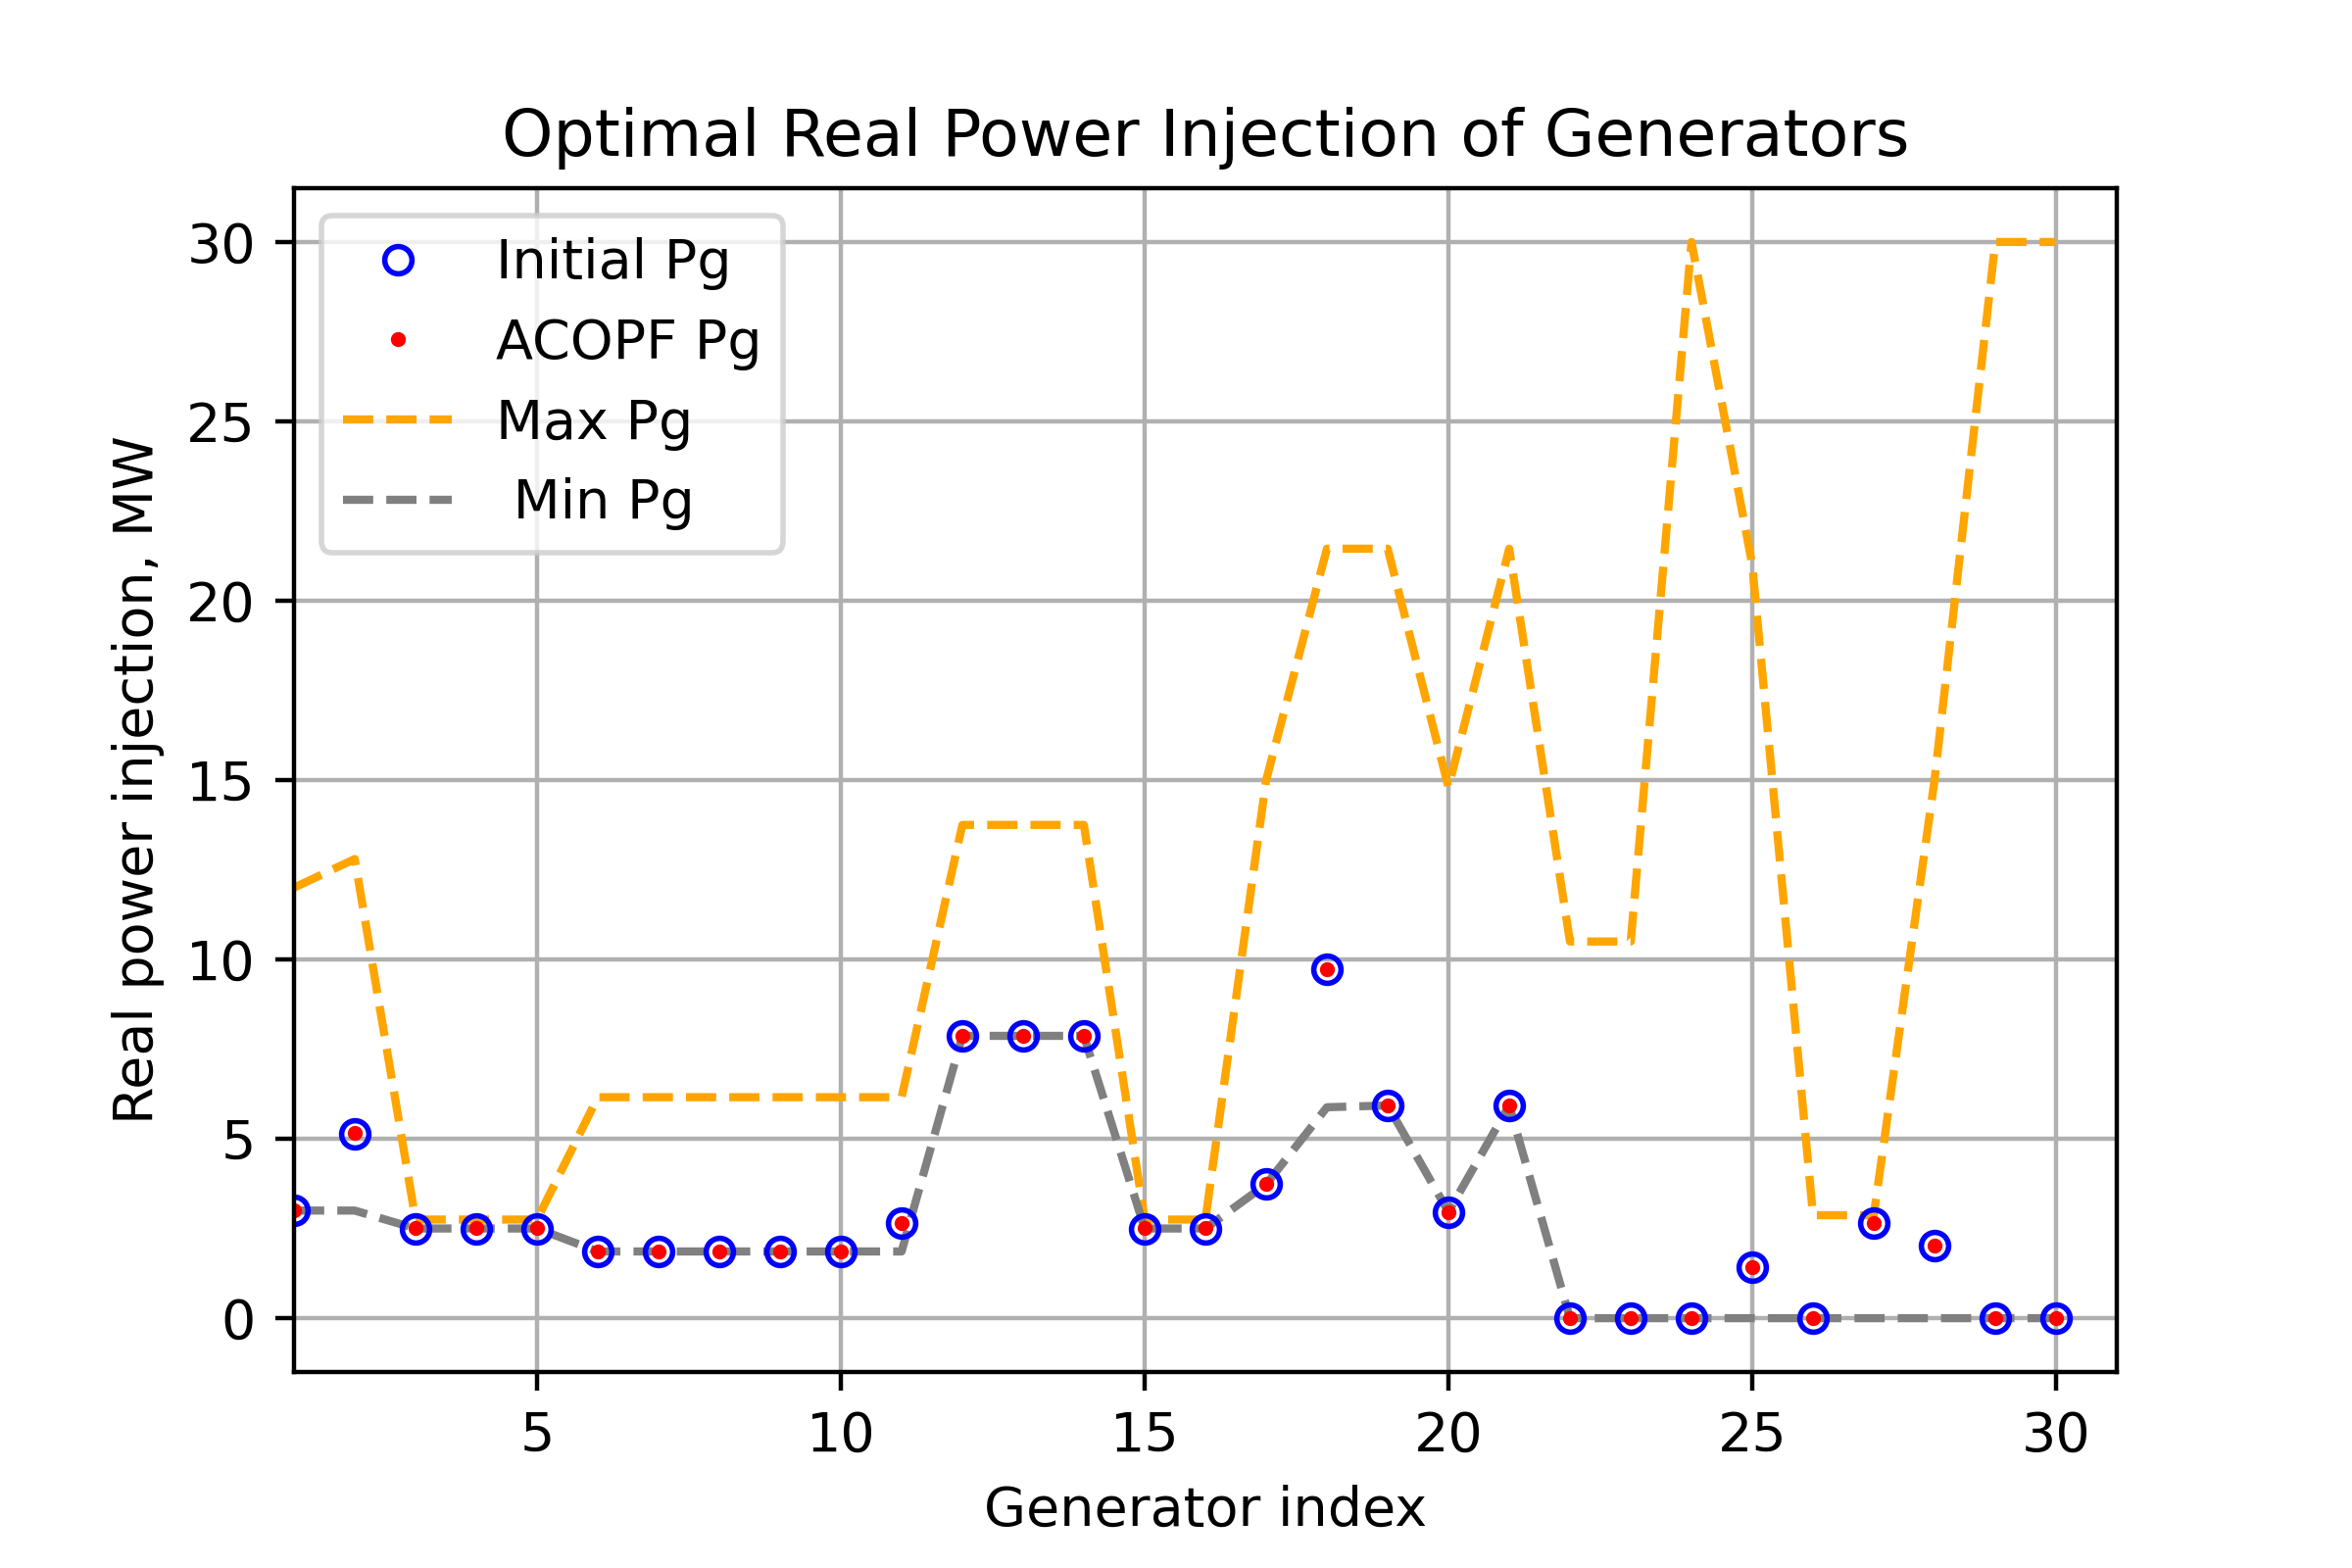 Optimal Real Power Injection of Generators
Real power injection, MW
30
25
20
15
10
5
0
Initial Pg
ACOPF Pg
Max Pg
Min Pg
5 10 15 20 25 30
Generator index